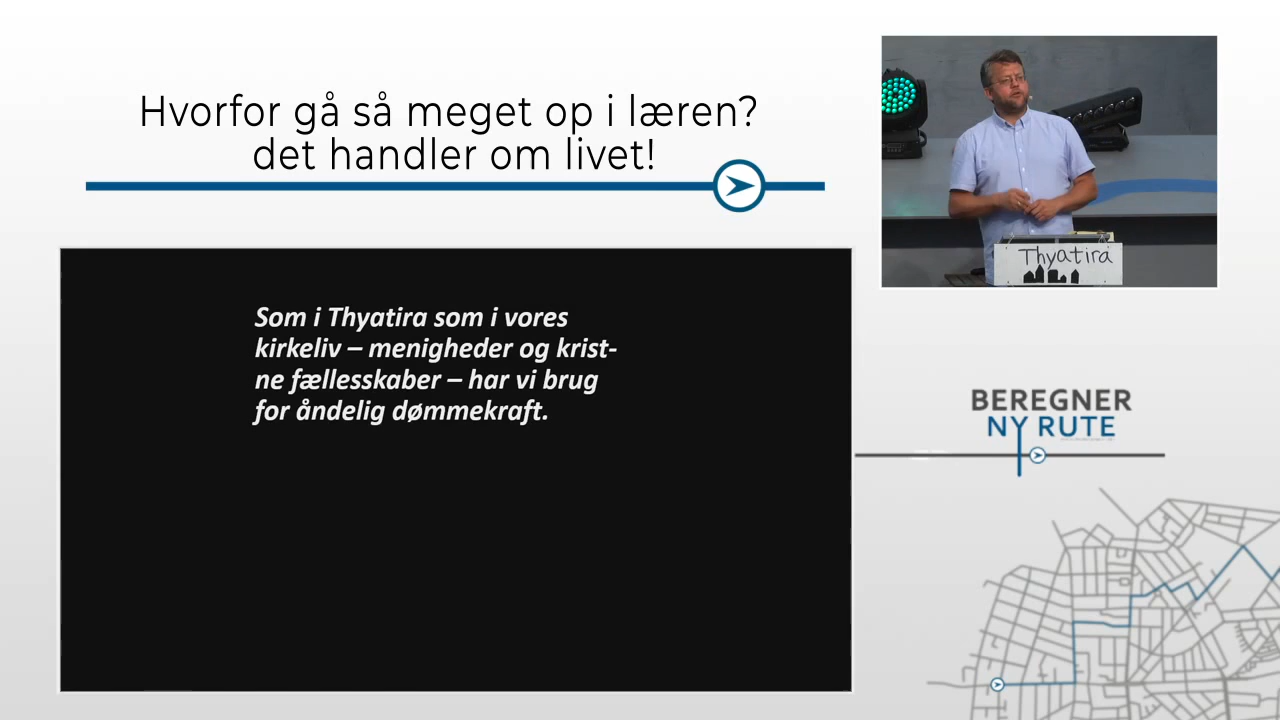 Hvorfor gå så meget op i læren?
det handler om livet!
Thyatira
Som i Thyatira som i vores
kirkeliv – menigheder og krist-
ne fællesskaber – har vi brug
for åndelig dømmekraft.
BEREGNER
NY RUTE